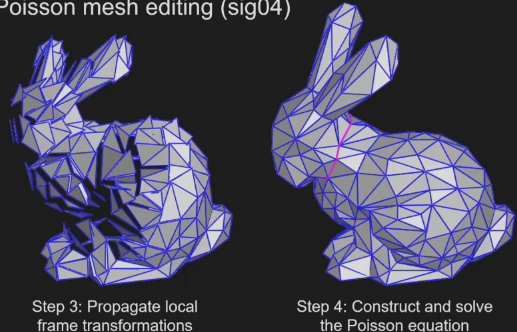 Poisson mesh editing (sig04)
Step 3: Propagate local
frame transformations
Step 4: Construct and solve
the Poisson equation